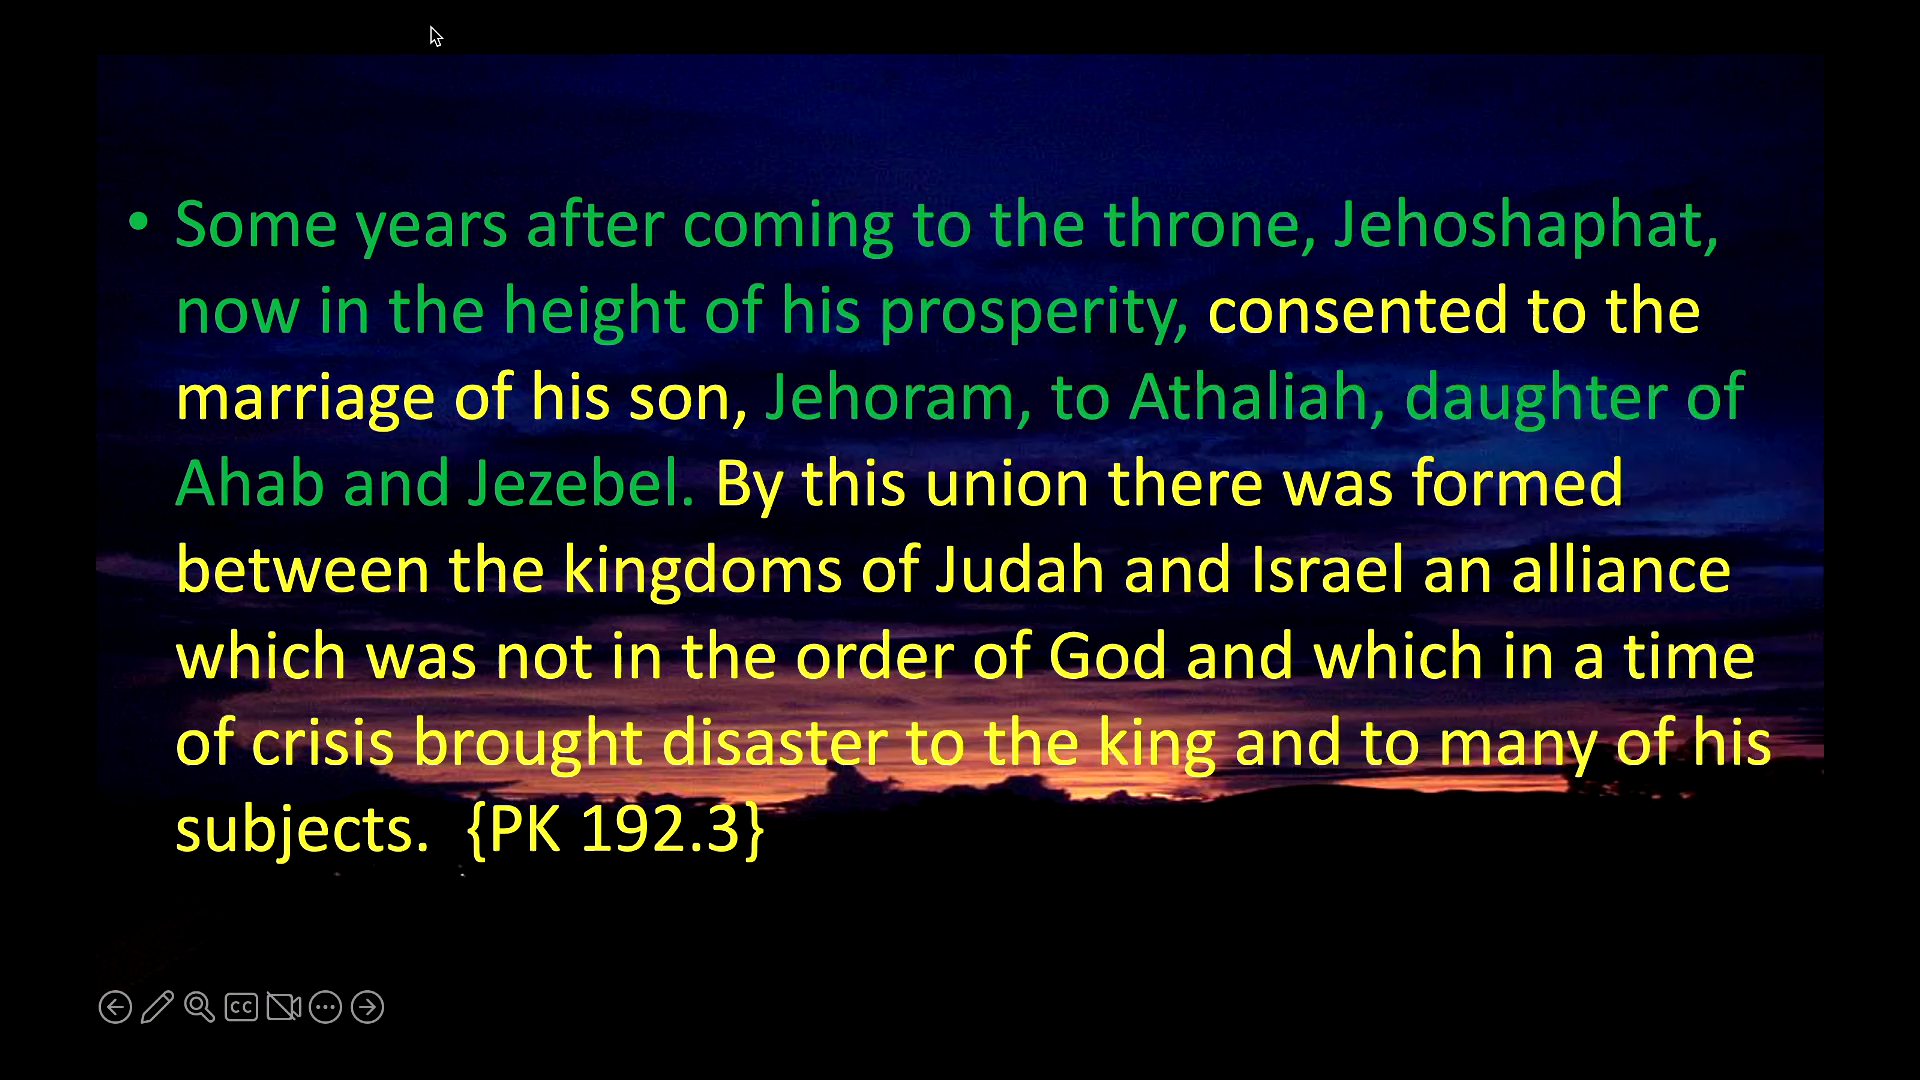 • Some years after coming to the throne, Jehoshaphat,
now in the height of his prosperity, consented to the
marriage of his son, Jehoram, to Athaliah, daughter of
Ahab and Jezebel. By this union there was formed
between the kingdoms of Judah and Israel an alliance
which was not in the order of God and which in a time
of crisis brought disaster to the king and to many of his
subjects.  {PK 192.3}
CC